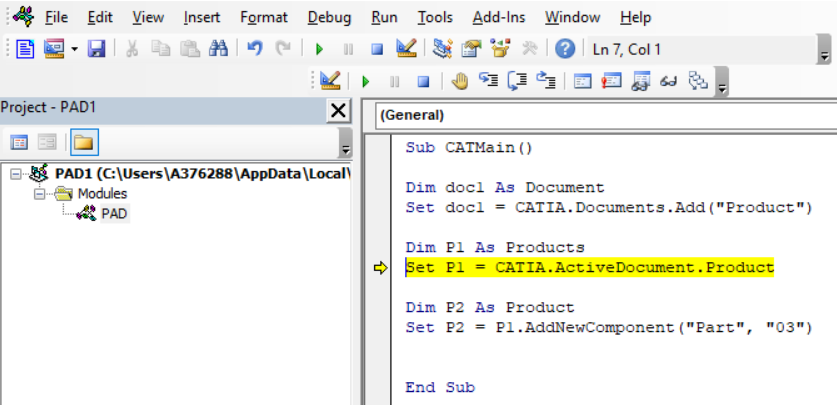 File Edit View Insert Format Debug Run Tools Add-Ins Window Help
Ln 7, Col 1
Project - PAD1
(General)
PAD1 (C:\Users\A376288\AppData\Local\
Modules
PAD
Sub CATMain()
Dim doc1 As Document
Set doc1 = CATIA.Documents.Add("Product")
Dim P1 As Products
Set P1 = CATIA.ActiveDocument.Product
Dim P2 As Product
Set P2 = P1.AddNewComponent("Part", "03")
End Sub